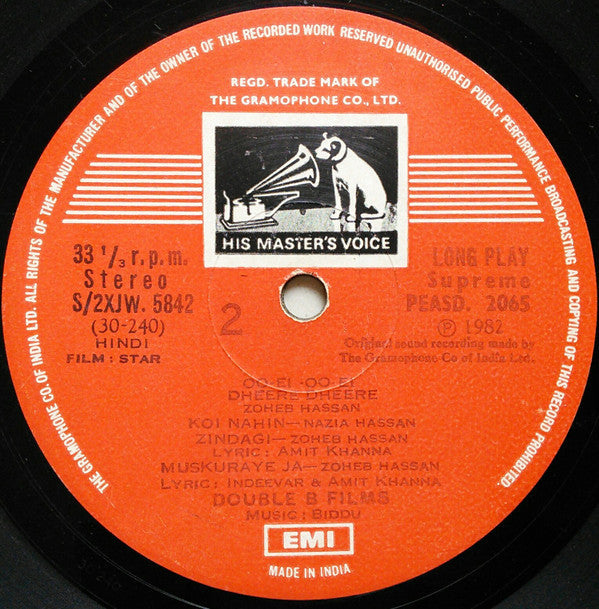 THE GRAMOPHONE CO. OF INDIA LTD. ALL RIGHTS OF THE MANUFACTURER AND OF THE OWNER OF THE RECORDED WORK RESERVED UNAUTHORISED PUBLIC PERFORMANCE BROADCASTING AND COPYING OF THIS RECORD PROHIBITED
REGD. TRADE MARK OF
THE GRAMOPHONE CO., LTD.
HIS MASTER'S VOICE
33 1/3 r.p.m.
Stereo
S/2XJW. 5842
(30-240)
HINDI
FILM : STAR
2
LONG PLAY
Supreme
PEASD. 2065
℗ 1982
Original sound recording made by
The Gramophone Co of India Ltd.
OO-EI -OO-EI
DHEERE DHEERE
ZOHEB HASSAN
KOI NAHIN—NAZIA HASSAN
ZINDAGI—ZOHEB HASSAN
LYRIC : AMIT KHANNA
MUSKURAYE JA—ZOHEB HASSAN
LYRIC : INDEEVAR & AMIT KHANNA
DOUBLE B FILMS
MUSIC : BIDDU
EMI
MADE IN INDIA